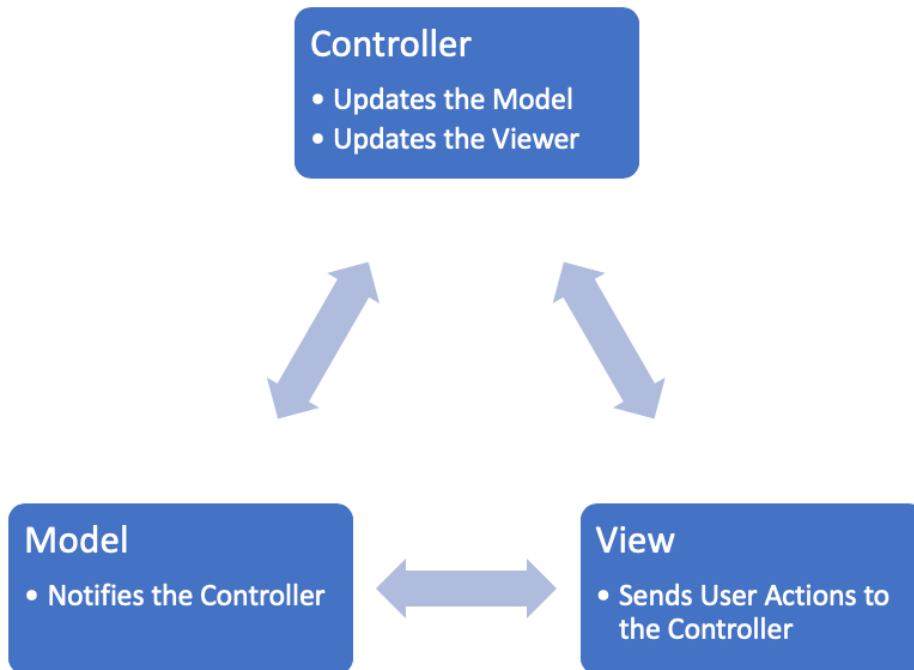 Controller
• Updates the Model
• Updates the Viewer
Model
• Notifies the Controller
View
• Sends User Actions to
the Controller